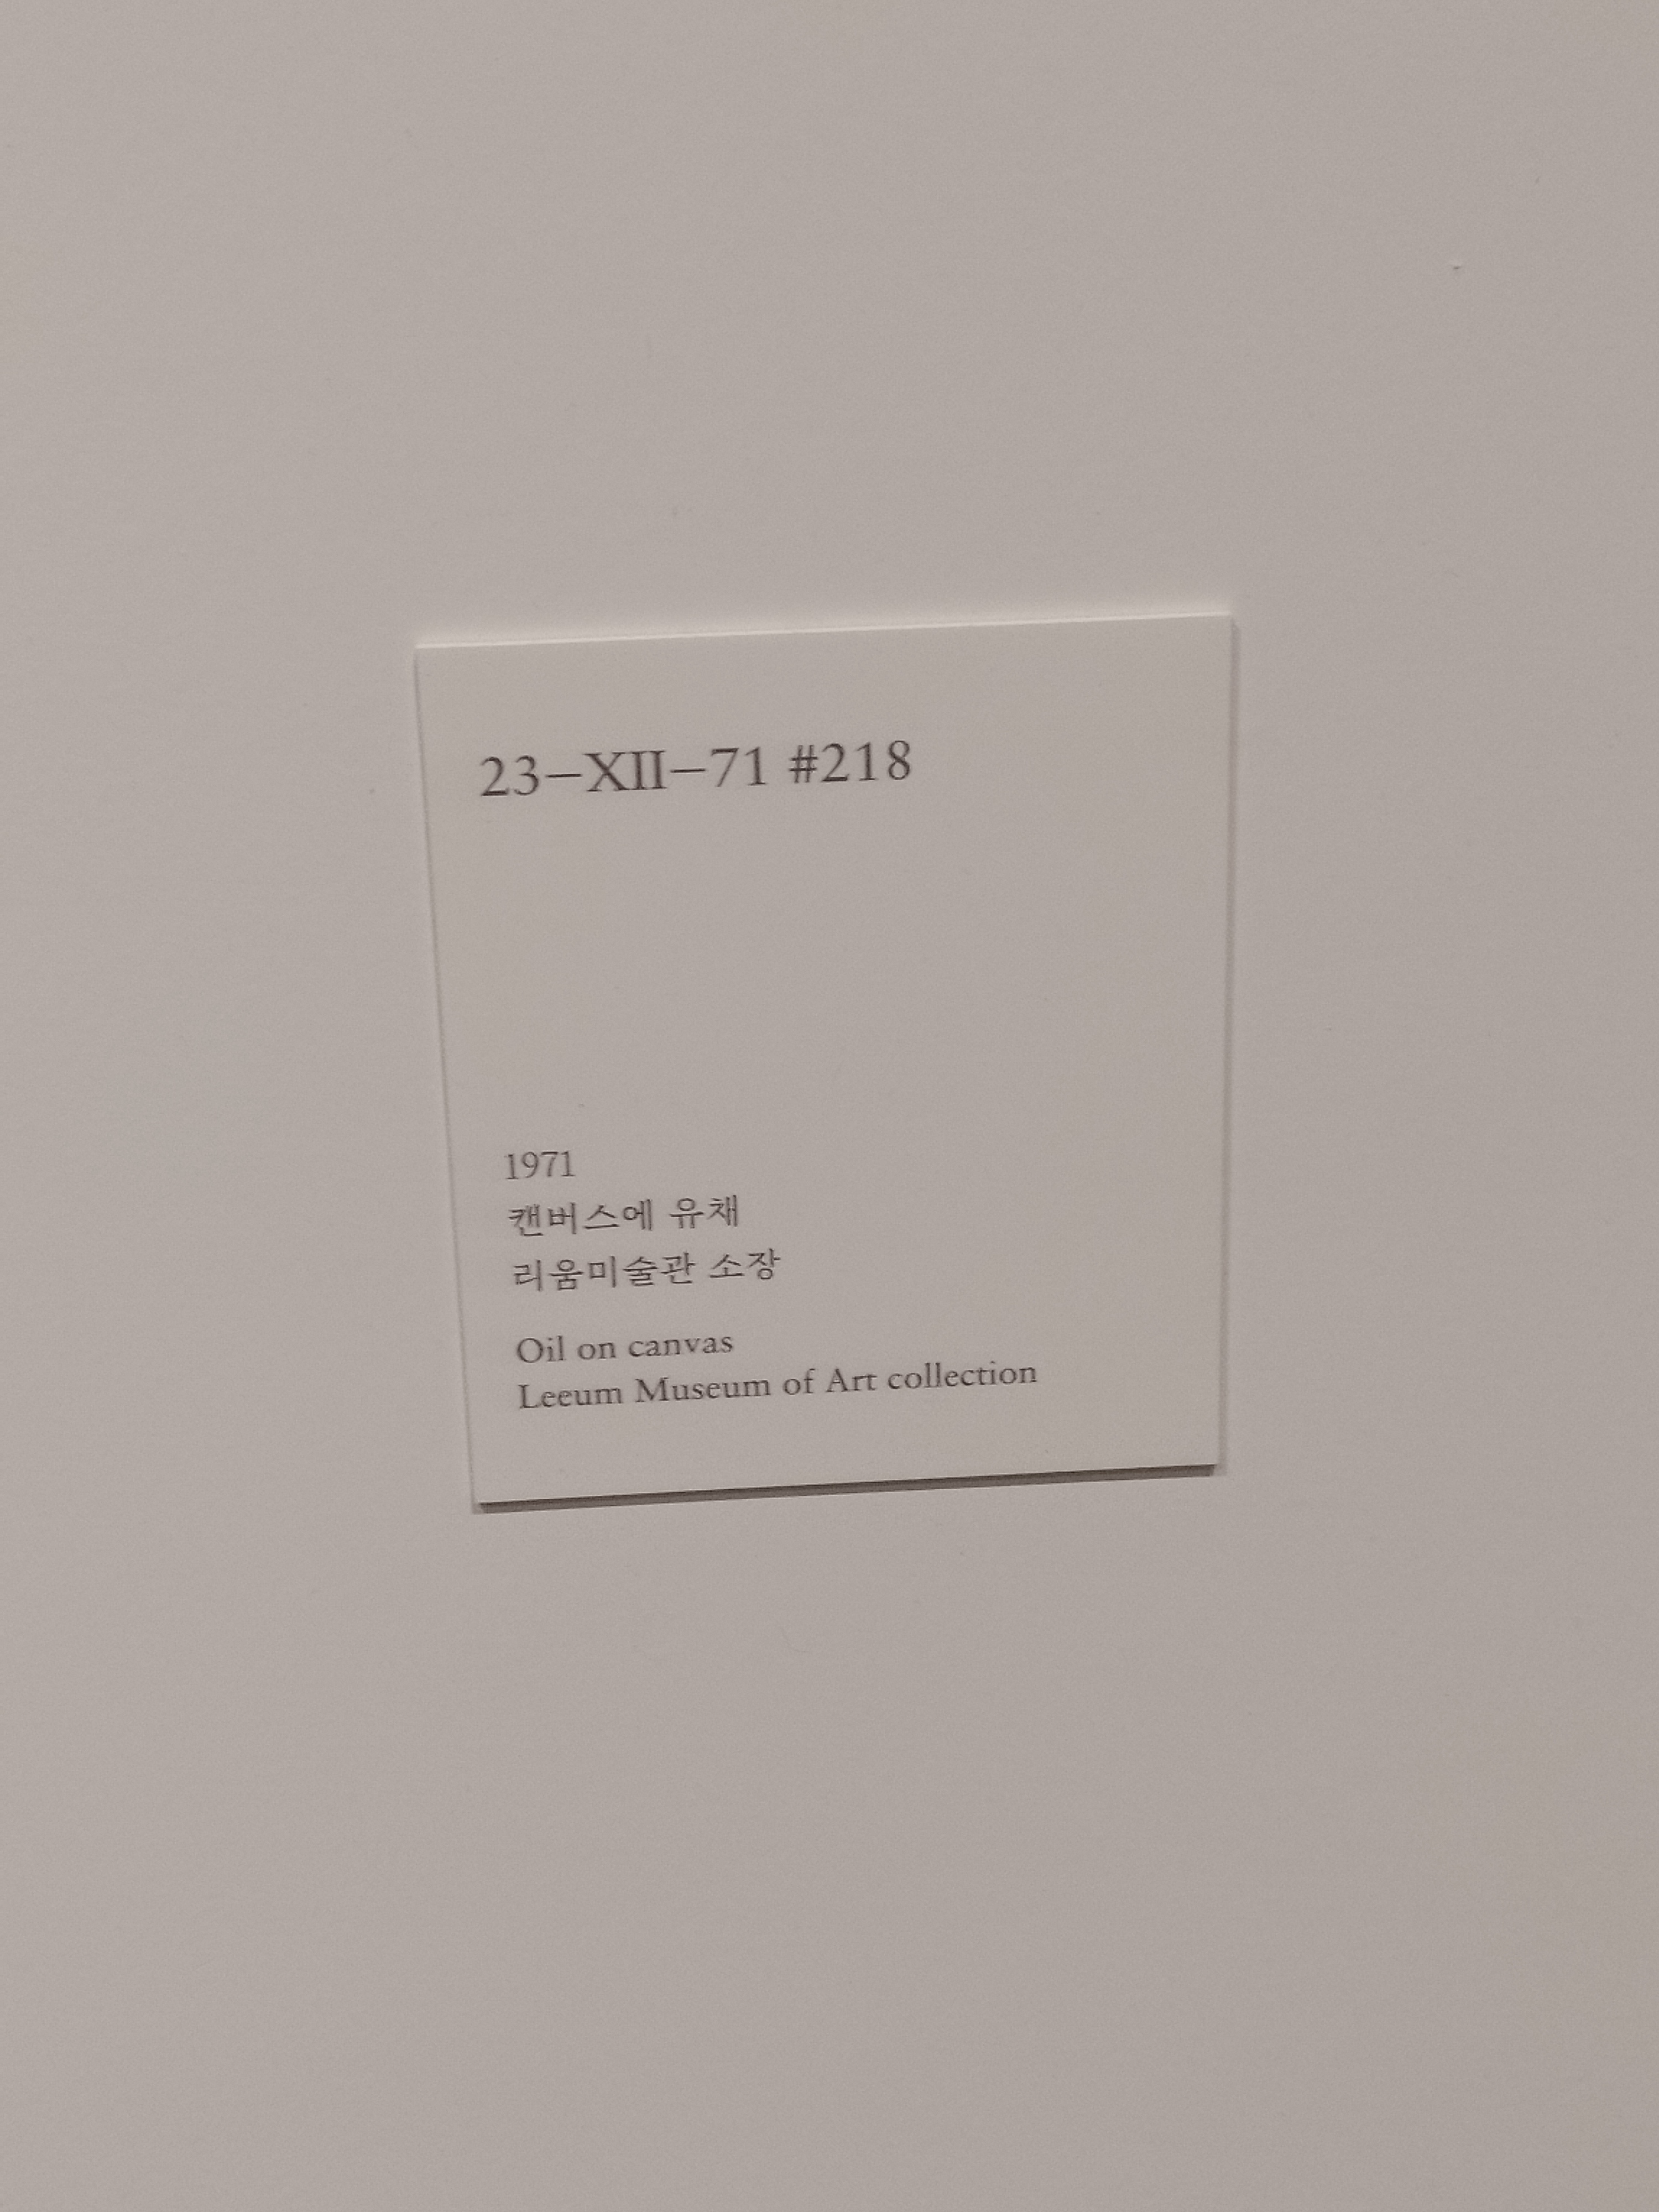 23–XII–71 #218
1971
캔버스에 유채
리움미술관 소장
Oil on canvas
Leeum Museum of Art collection